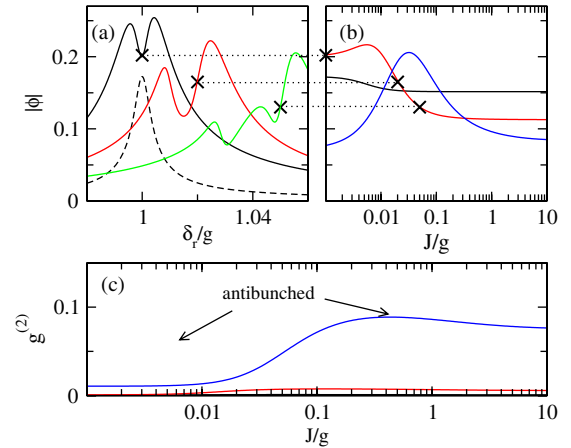 (a)
(b)
0.2
0.1
0
|ϕ|
1
1.04
δr/g
0.01
0.1
1
10
J/g
(c)
antibunched
0.1
0
g(2)
0.01
0.1
1
10
J/g